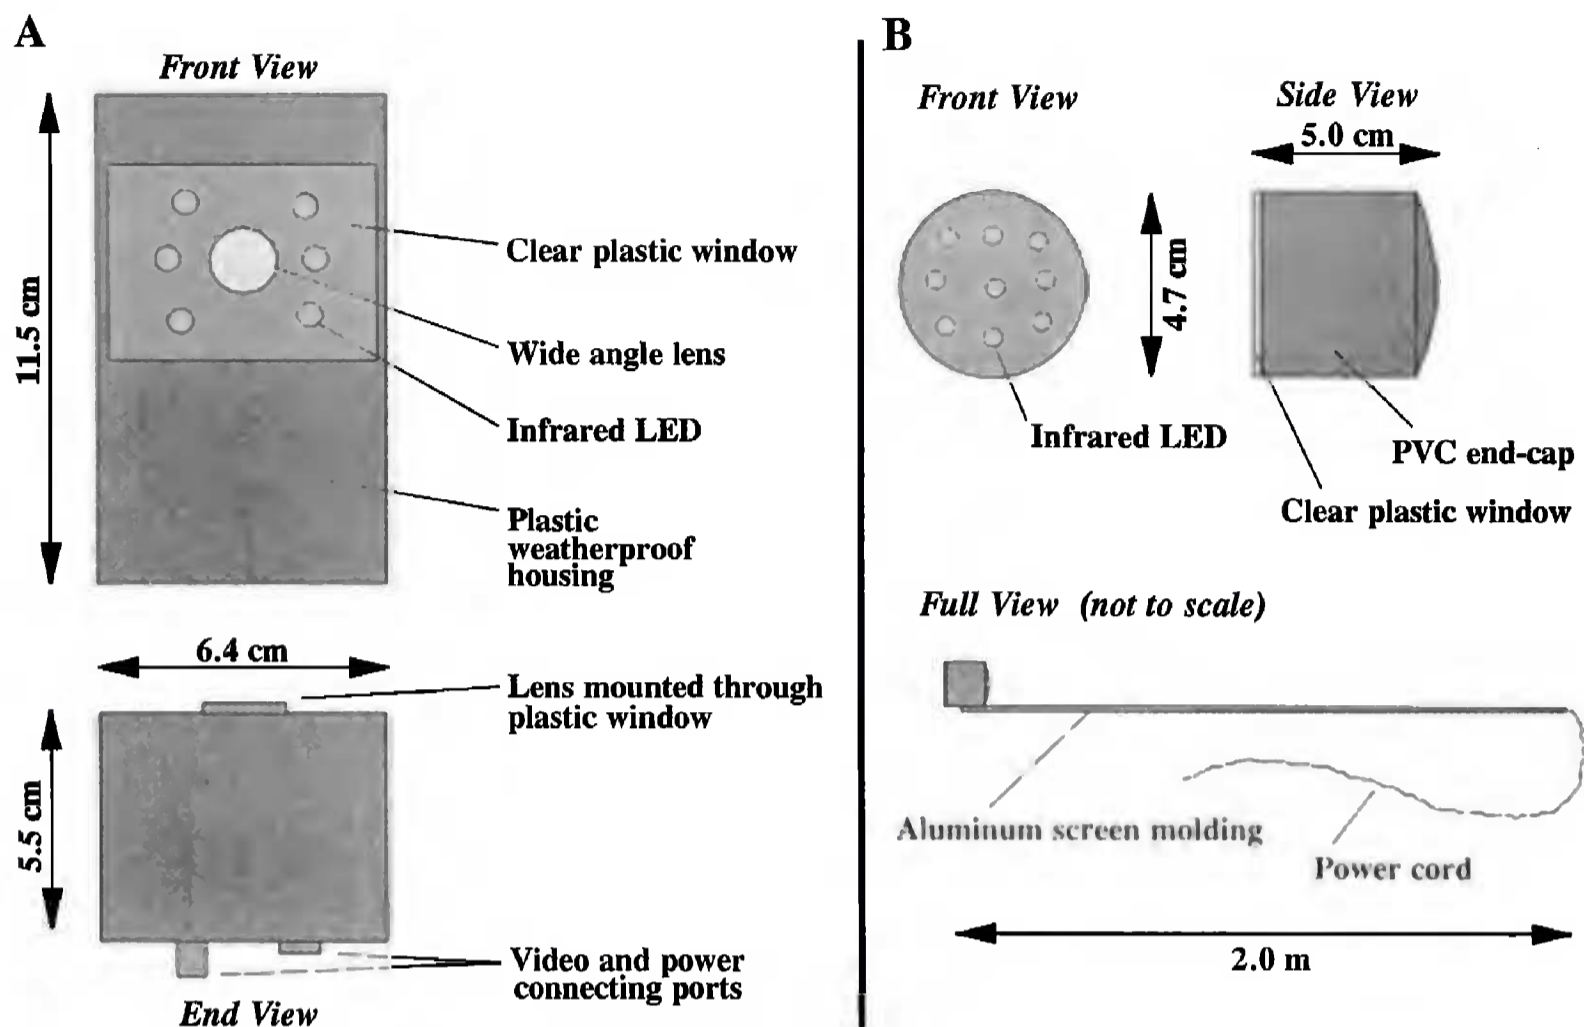 A
Front View
11.5 cm
Clear plastic window
Wide angle lens
Infrared LED
Plastic
weatherproof
housing
6.4 cm
5.5 cm
Lens mounted through
plastic window
Video and power
connecting ports
End View
B
Front View
Side View
5.0 cm
4.7 cm
Infrared LED
PVC end-cap
Clear plastic window
Full View (not to scale)
Aluminum screen molding
Power cord
2.0 m